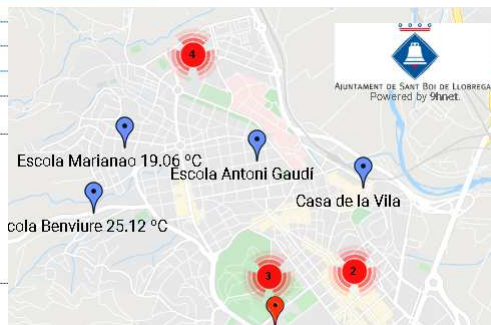 4
AJUNTAMENT DE SANT BOI DE LLOBREGA
Powered by 9hnet.
Escola Marianao 19.06 ºC
Escola Antoni Gaudí
Casa de la Vila
cola Benviure 25.12 ºC
3
2